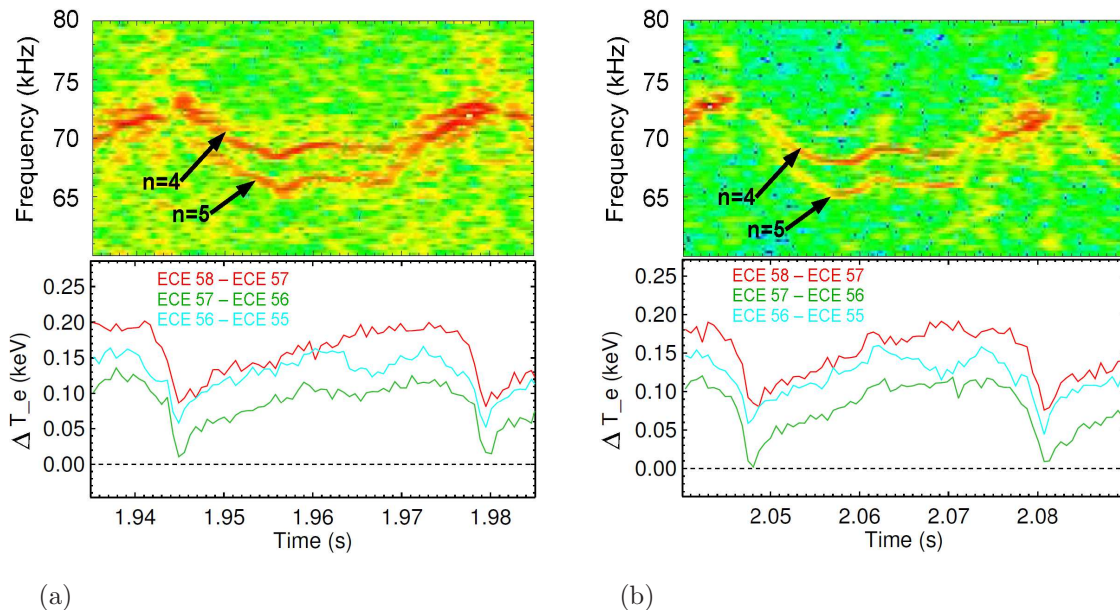 80
75
70
65
Frequency (kHz)
n=4
n=5
0.25
0.20
0.15
0.10
0.05
0.00
Δ T_e (keV)
ECE 58 – ECE 57
ECE 57 – ECE 56
ECE 56 – ECE 55
1.94 1.95 1.96 1.97 1.98
Time (s)
(a)
80
75
70
65
Frequency (kHz)
n=4
n=5
0.25
0.20
0.15
0.10
0.05
0.00
Δ T_e (keV)
ECE 58 – ECE 57
ECE 57 – ECE 56
ECE 56 – ECE 55
2.05 2.06 2.07 2.08
Time (s)
(b)